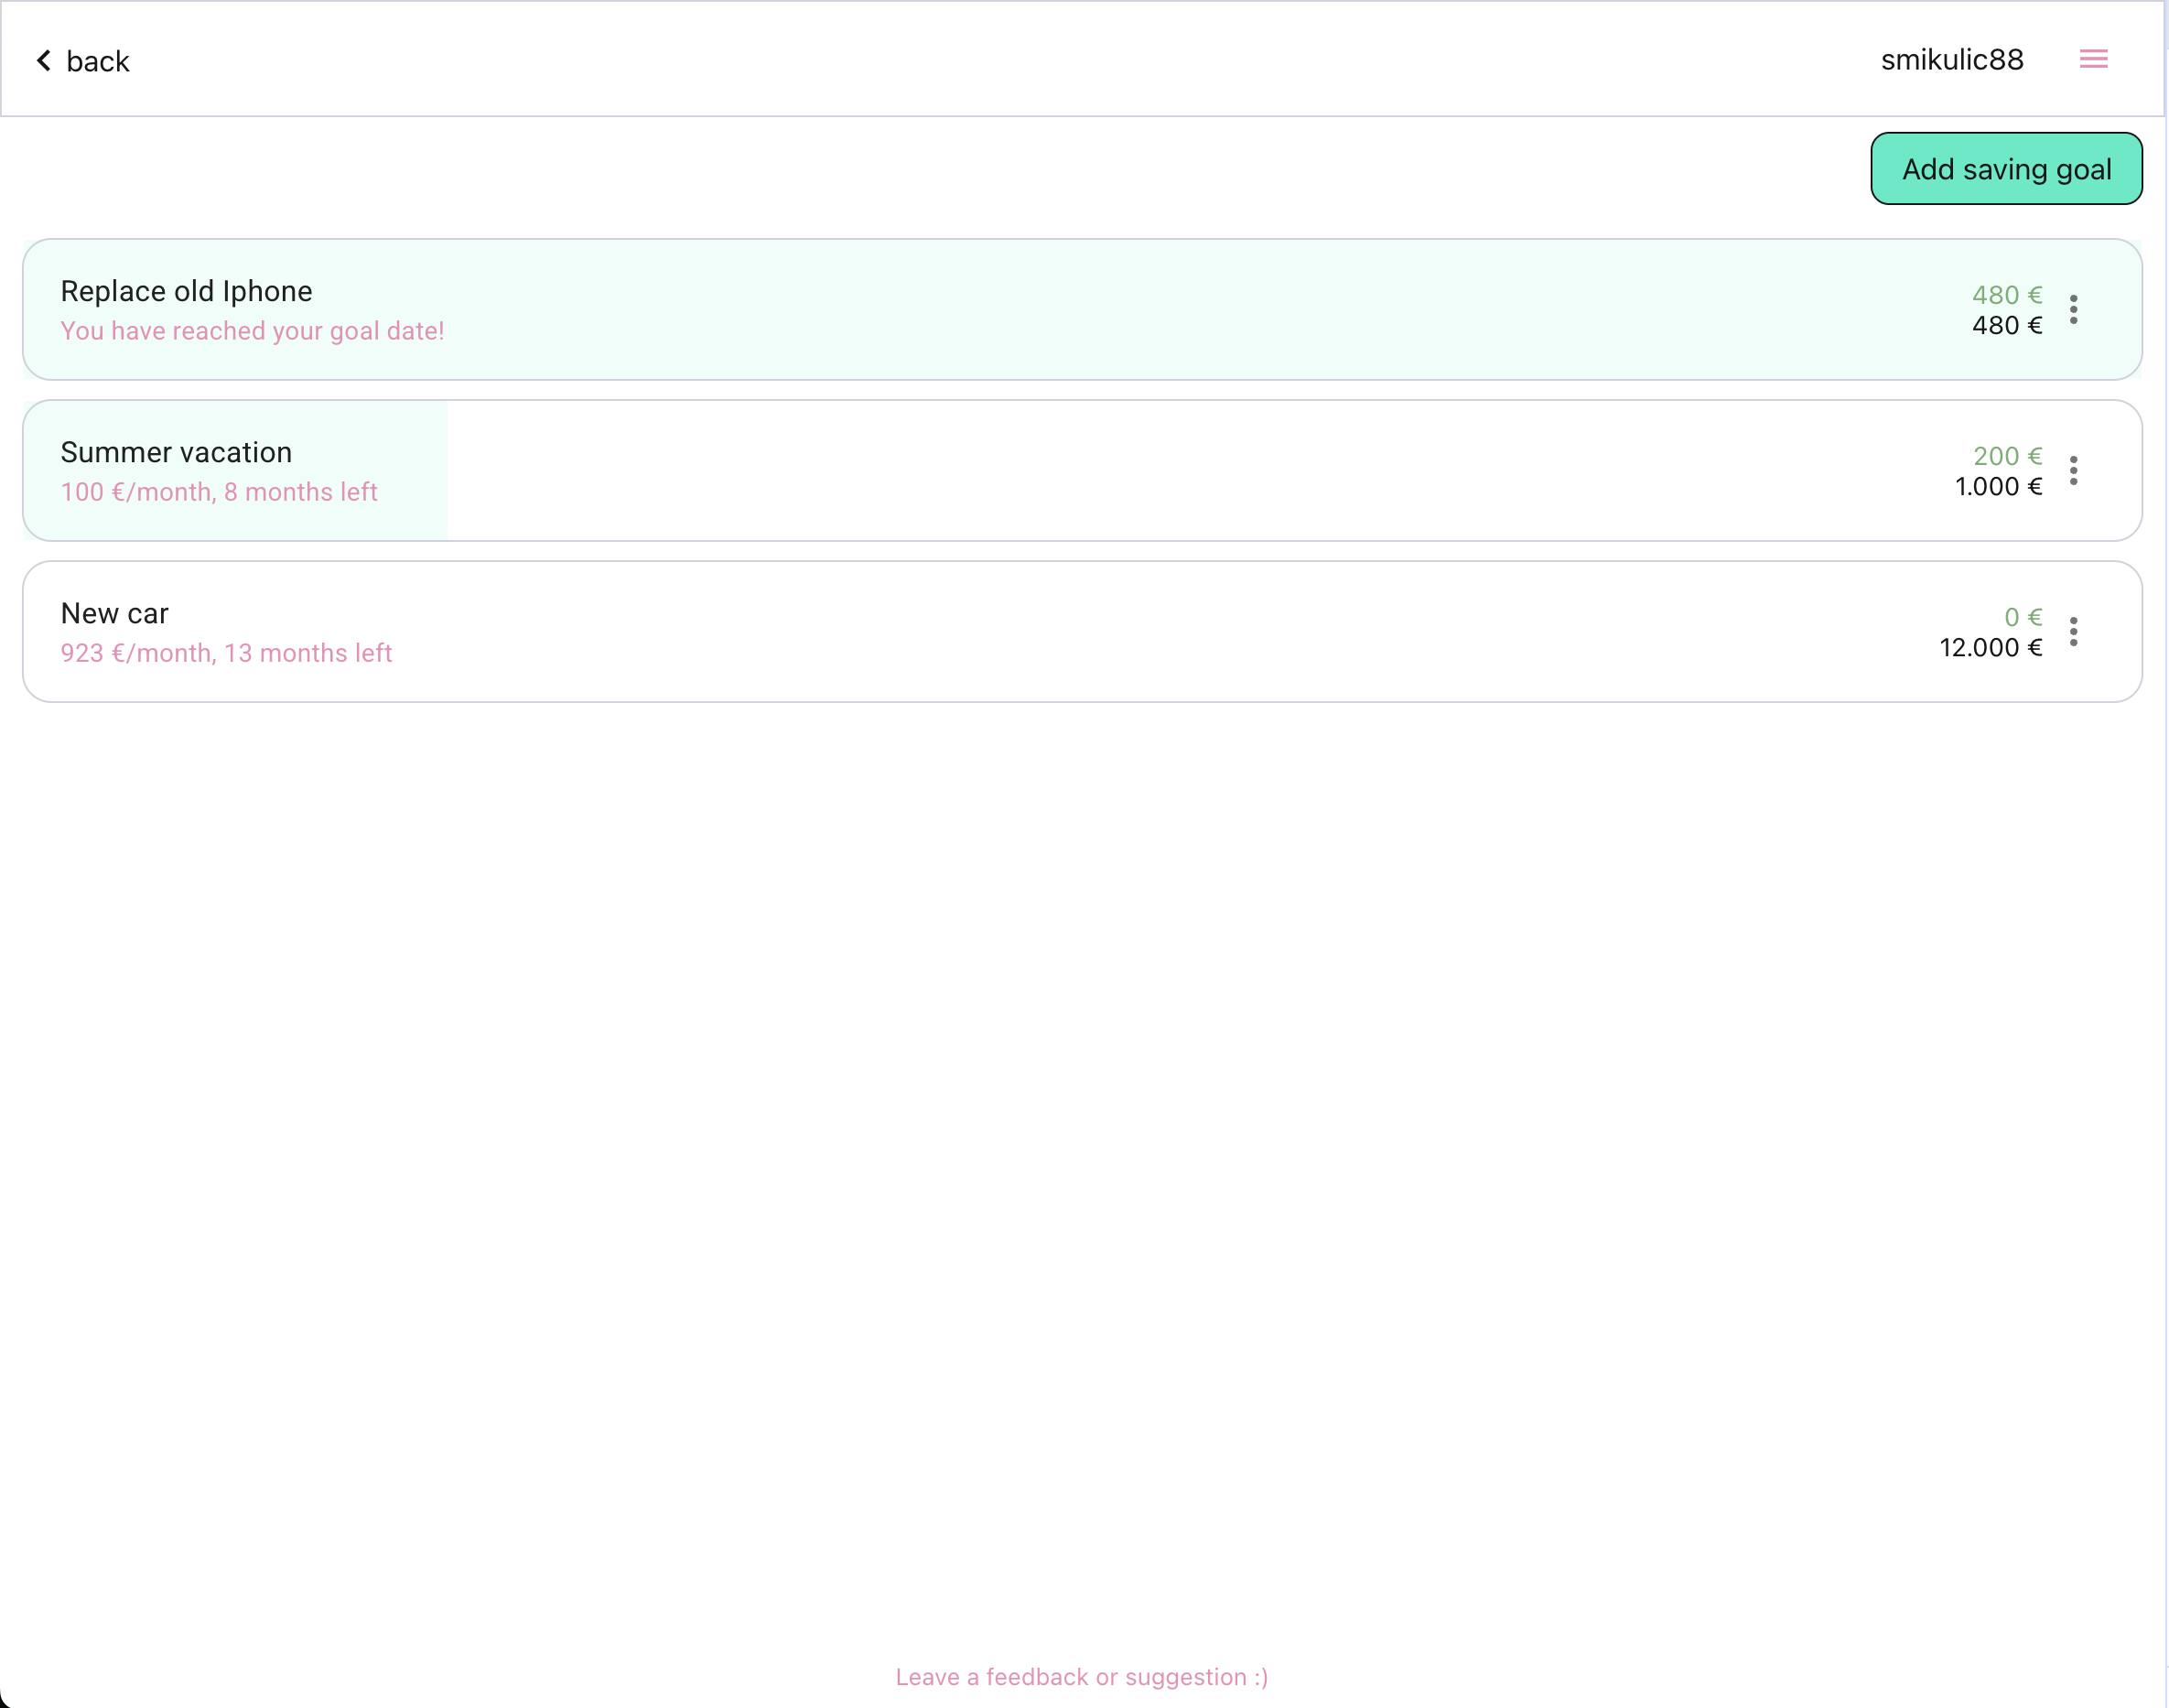 back
smikulic88
Add saving goal
Replace old Iphone
You have reached your goal date!
480 €
480 €
Summer vacation
100 €/month, 8 months left
200 €
1.000 €
New car
923 €/month, 13 months left
0 €
12.000 €
Leave a feedback or suggestion :)